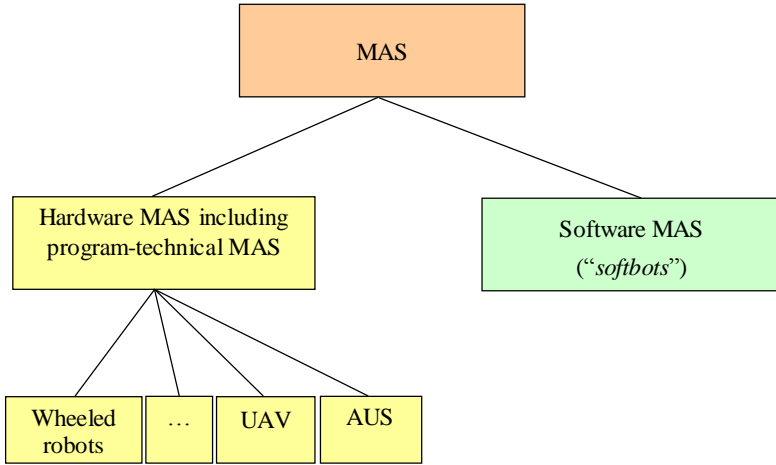 MAS
Hardware MAS including
program-technical MAS
Software MAS
(“softbots”)
Wheeled
robots
…
UAV
AUS